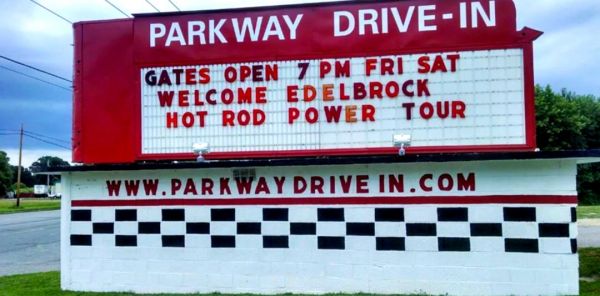 PARKWAY DRIVE-IN
GATES OPEN 7 PM FRI SAT
WELCOME EDELBROCK
HOT ROD POWER TOUR
WWW.PARKWAYDRIVEIN.COM